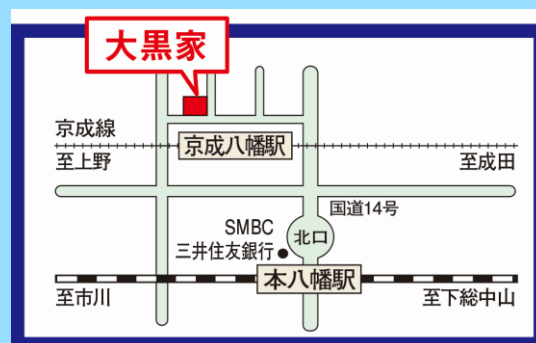 大黒家
京成線
至上野
京成八幡駅
至成田
国道14号
SMBC
三井住友銀行
北口
本八幡駅
至市川
至下総中山